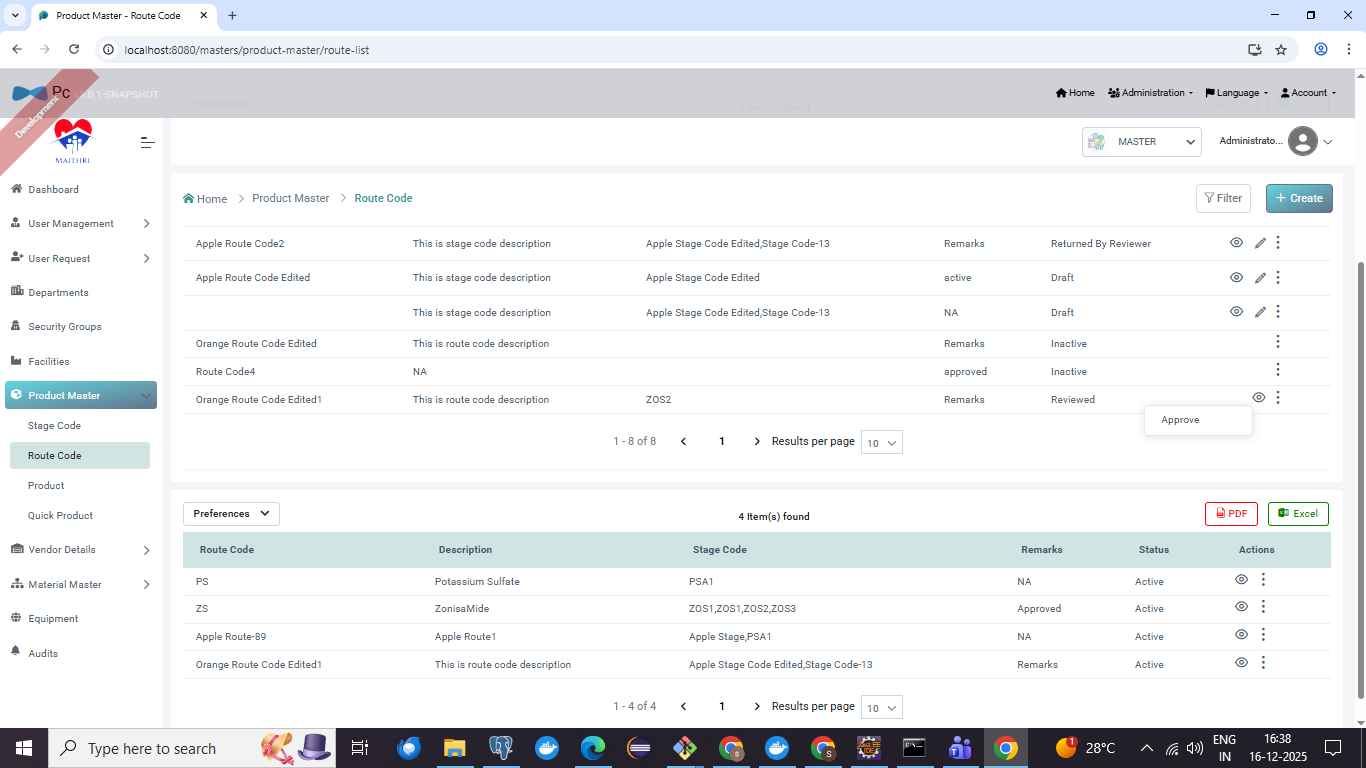 Product Master - Route Code
localhost:8080/masters/product-master/route-list
Development
Pc
.0.1-SNAPSHOT
Home
Administration
Language
Account
MAITHRI
MASTER
Administrato...
Dashboard
User Management
User Request
Departments
Security Groups
Facilities
Product Master
Stage Code
Route Code
Product
Quick Product
Vendor Details
Material Master
Equipment
Audits
Preferences
Home > Product Master > Route Code
Filter
+ Create
Apple Route Code2 This is stage code description Apple Stage Code Edited,Stage Code-13 Remarks Returned By Reviewer
Apple Route Code Edited This is stage code description Apple Stage Code Edited active Draft
This is stage code description Apple Stage Code Edited,Stage Code-13 NA Draft
Orange Route Code Edited This is route code description Remarks Inactive
Route Code4 NA approved Inactive
Orange Route Code Edited1 This is route code description ZOS2 Remarks Reviewed
Approve
1 - 8 of 8 1 Results per page 10
Preferences
4 Item(s) found
PDF
Excel
Route Code Description Stage Code Remarks Status Actions
PS Potassium Sulfate PSA1 NA Active
ZS ZonisaMide ZOS1,ZOS1,ZOS2,ZOS3 Approved Active
Apple Route-89 Apple Route1 Apple Stage,PSA1 NA Active
Orange Route Code Edited1 This is route code description Apple Stage Code Edited,Stage Code-13 Remarks Active
1 - 4 of 4 1 Results per page 10
Type here to search
1
28°C
ENG
IN
16:38
16-12-2025